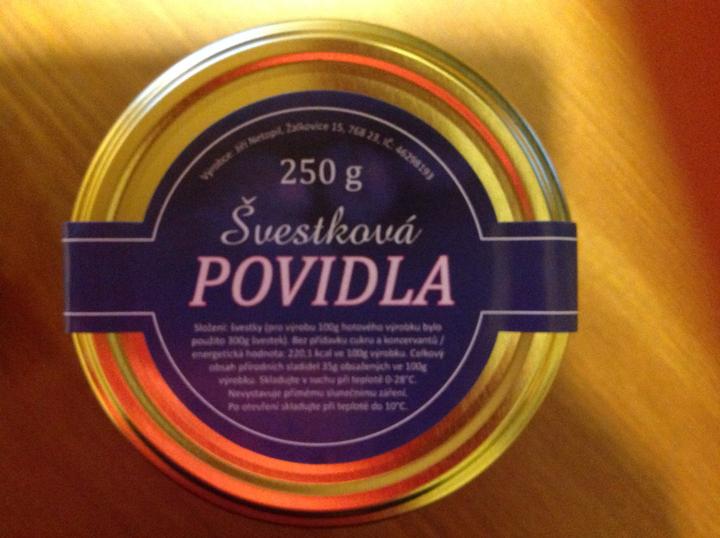 Výrobce: Jiří Netopil, Žalkovice 15, 768 23, IČ: 46298193
250 g
Švestková
POVIDLA
Složení: švestky (pro výrobu 100g hotového výrobku bylo
použito 300g švestek). Bez přídavku cukru a konzervantů /
energetická hodnota: 220,1 kcal ve 100g výrobku. Celkový
obsah přírodních sladidel 35g obsažených ve 100g
výrobku. Skladujte v suchu při teplotě 0-28°C.
Nevystavujte přímému slunečnímu záření.
Po otevření skladujte při teplotě do 10°C.